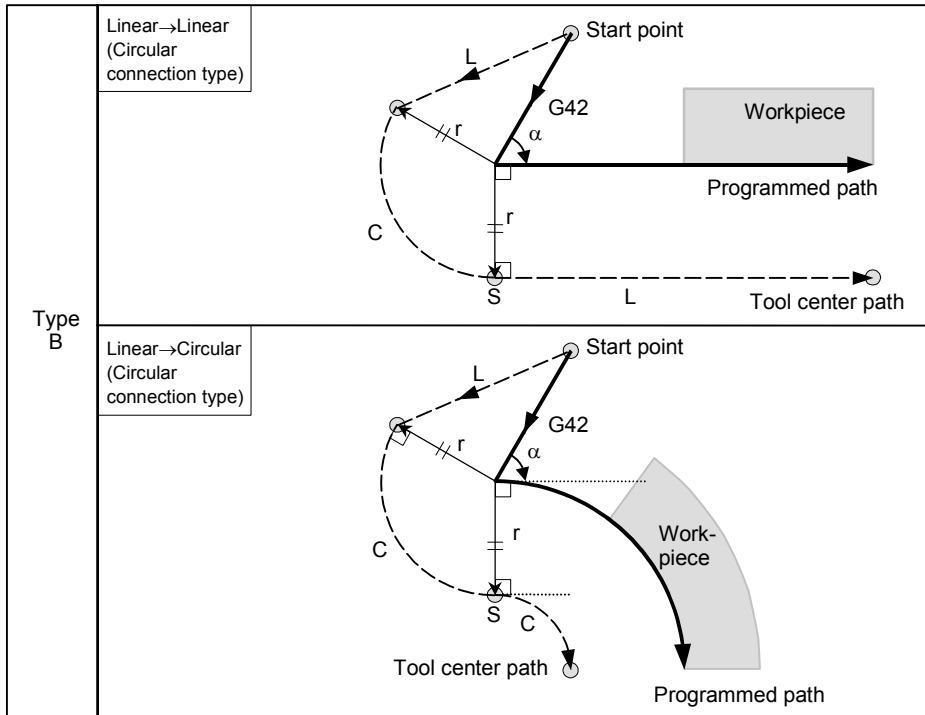 Type
B
Linear→Linear
(Circular
connection type)
Start point
L
G42
r
α
Workpiece
Programmed path
r
C
S
L
Tool center path
Linear→Circular
(Circular
connection type)
Start point
L
G42
r
α
r
Work-
piece
C
S
C
Tool center path
Programmed path